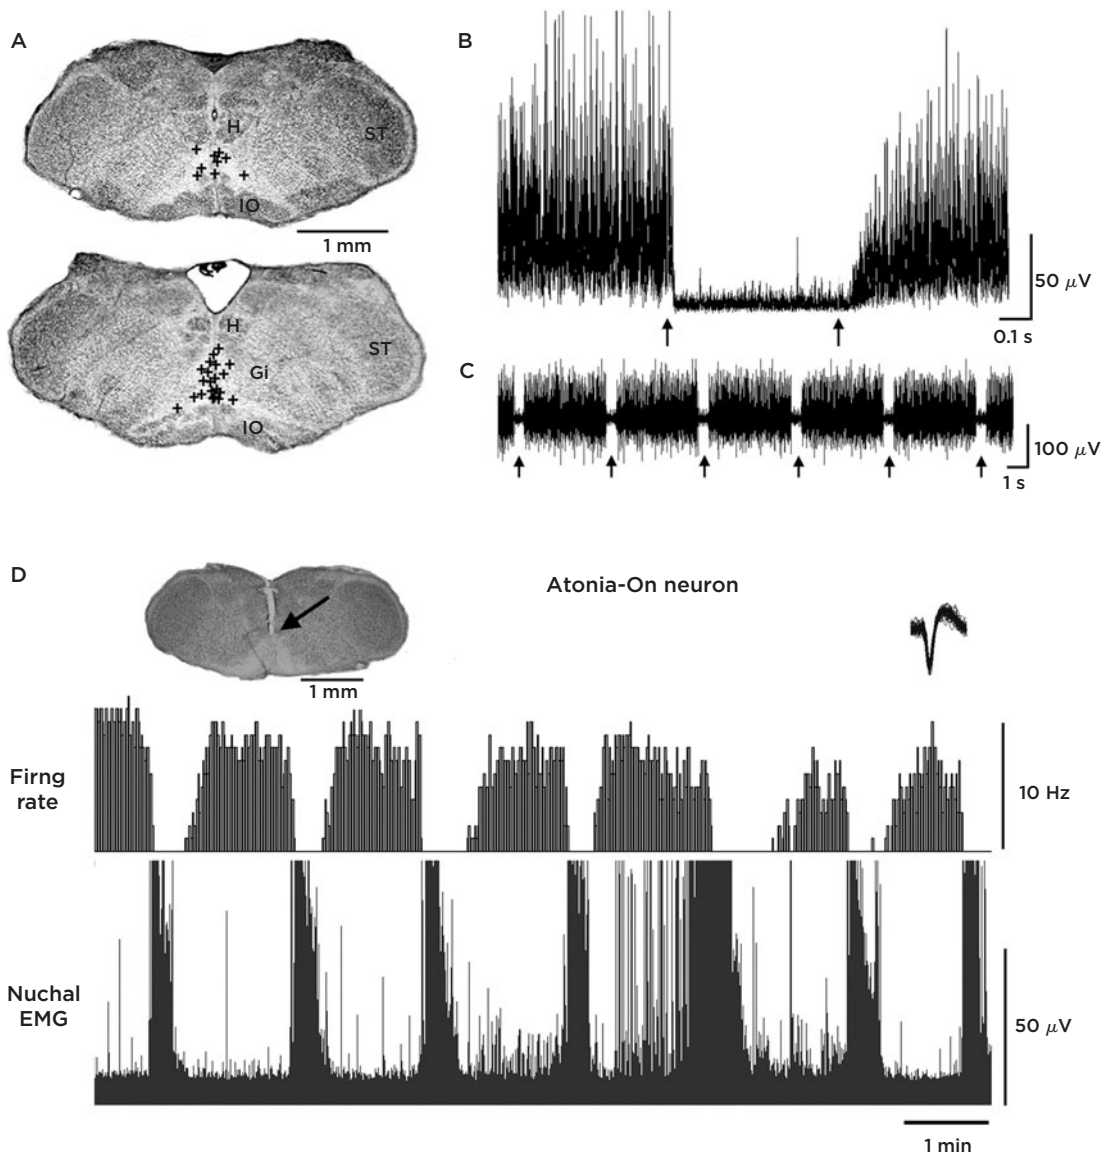 A
H
ST
IO
1 mm
H
ST
Gi
IO
B
50 μV
0.1 s
C
100 μV
1 s
D
Atonia-On neuron
1 mm
Firng
rate
10 Hz
Nuchal
EMG
50 μV
1 min